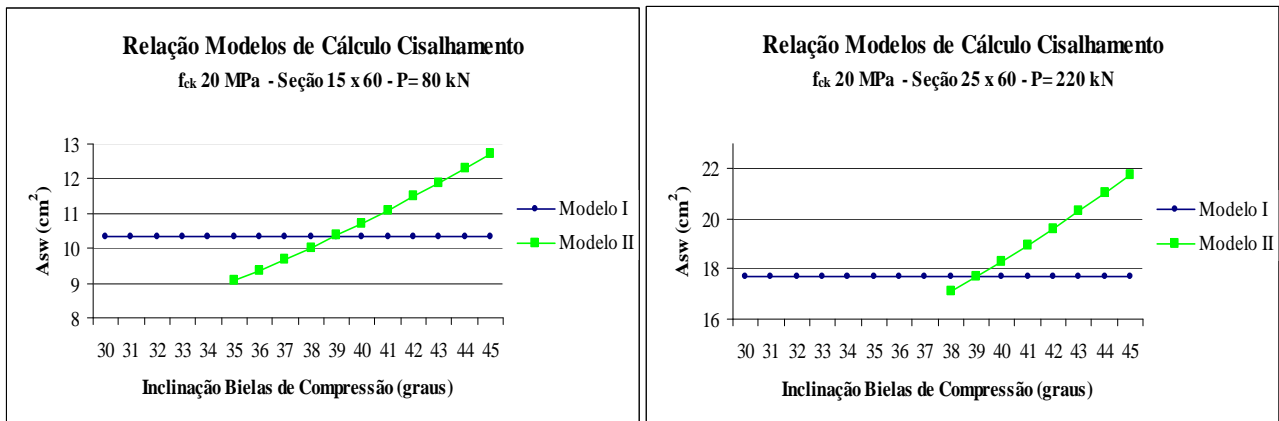 Relação Modelos de Cálculo Cisalhamento
fck 20 MPa - Seção 15 x 60 - P= 80 kN
13
12
11
10
9
8
Asw (cm²)
30 31 32 33 34 35 36 37 38 39 40 41 42 43 44 45
Inclinação Bielas de Compressão (graus)
Modelo I
Modelo II
Relação Modelos de Cálculo Cisalhamento
fck 20 MPa - Seção 25 x 60 - P= 220 kN
22
20
18
16
Asw (cm²)
30 31 32 33 34 35 36 37 38 39 40 41 42 43 44 45
Inclinação Bielas de Compressão (graus)
Modelo I
Modelo II